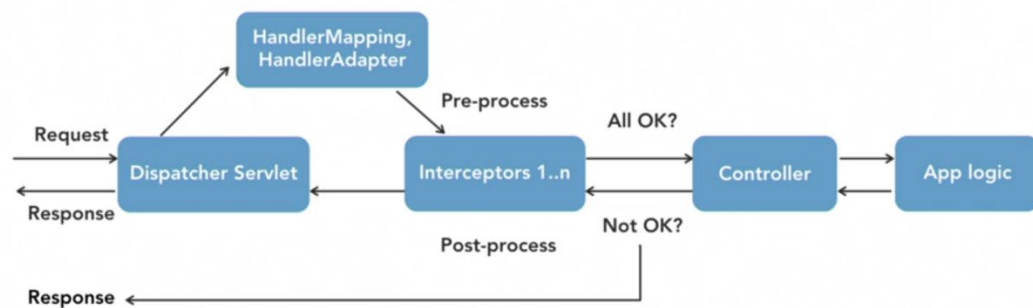 HandlerMapping,
HandlerAdapter
Pre-process
Request
All OK?
Dispatcher Servlet
Interceptors 1..n
Controller
App logic
Response
Post-process
Not OK?
Response